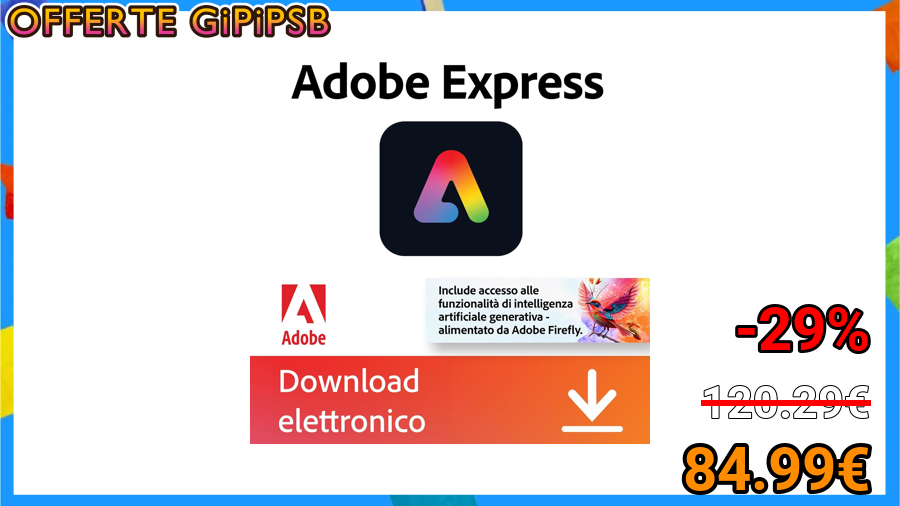 OFFERTE GiPiPSB
Adobe Express
Adobe
Include accesso alle
funzionalità di intelligenza
artificiale generativa -
alimentato da Adobe Firefly.
Download
elettronico
-29%
120.29€
84.99€